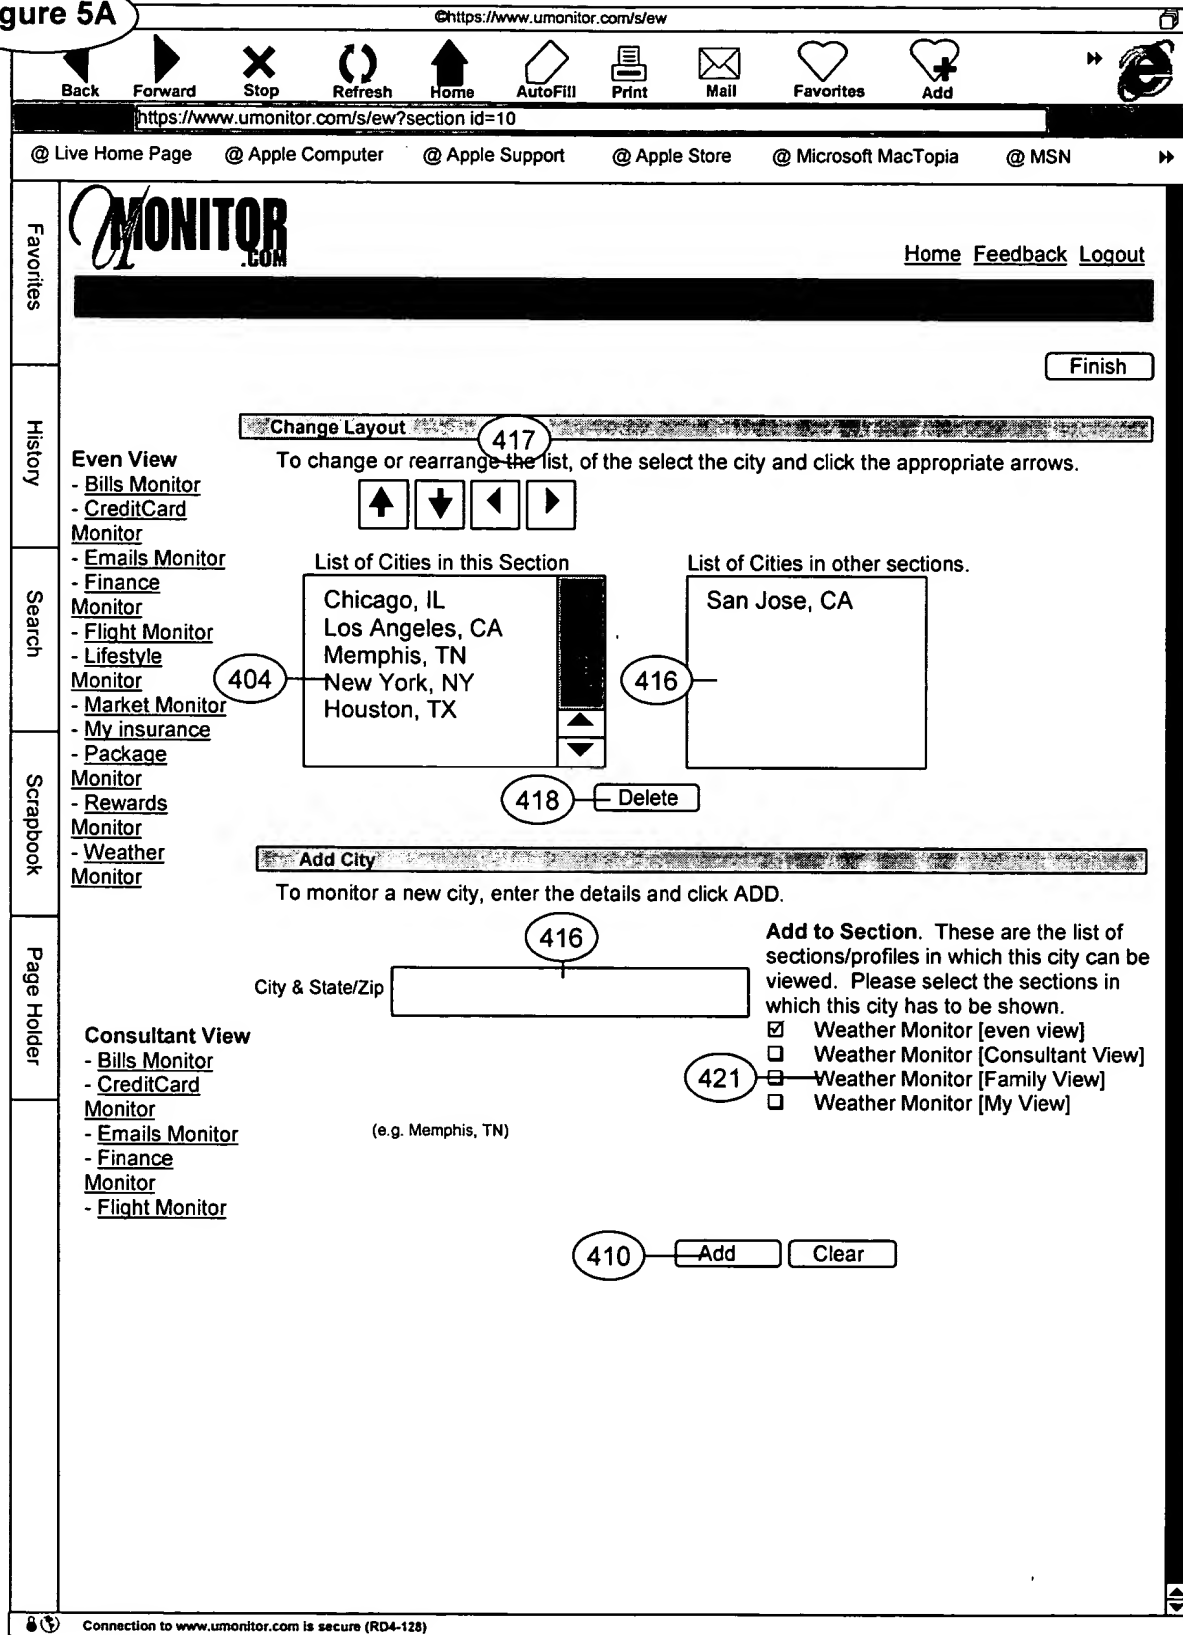 gure 5A
©https://www.umonitor.com/s/ew
Back Forward Stop Refresh Home AutoFill Print Mail Favorites Add
https://www.umonitor.com/s/ew?section id=10
@ Live Home Page @ Apple Computer @ Apple Support @ Apple Store @ Microsoft MacTopia @ MSN
Favorites
History
Search
Scrapbook
Page Holder
UMONITOR
.COM
Home Feedback Logout
Finish
Change Layout
417
To change or rearrange the list, of the select the city and click the appropriate arrows.
Even View
- Bills Monitor
- CreditCard
Monitor
- Emails Monitor
- Finance
Monitor
- Flight Monitor
- Lifestyle
Monitor
- Market Monitor
- My insurance
- Package
Monitor
- Rewards
Monitor
- Weather
Monitor
List of Cities in this Section
Chicago, IL
Los Angeles, CA
Memphis, TN
New York, NY
Houston, TX
404
List of Cities in other sections.
San Jose, CA
416
418
Delete
Add City
To monitor a new city, enter the details and click ADD.
416
City & State/Zip
(e.g. Memphis, TN)
Add to Section. These are the list of
sections/profiles in which this city can be
viewed. Please select the sections in
which this city has to be shown.
Weather Monitor [even view]
Weather Monitor [Consultant View]
421
Weather Monitor [Family View]
Weather Monitor [My View]
Consultant View
- Bills Monitor
- CreditCard
Monitor
- Emails Monitor
- Finance
Monitor
- Flight Monitor
410
Add
Clear
Connection to www.umonitor.com is secure (RD4-128)